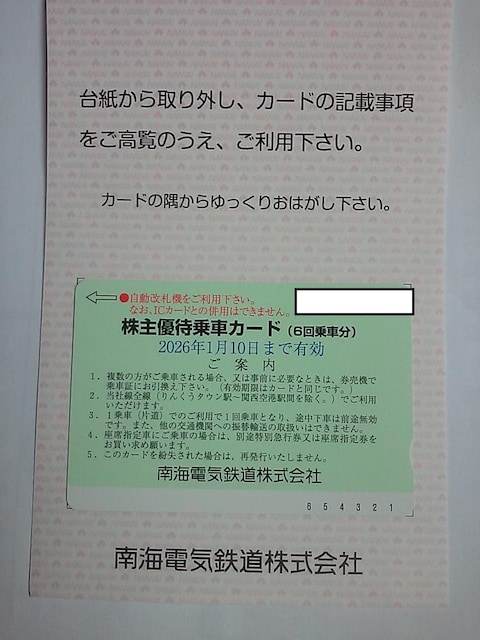 台紙から取り外し、カードの記載事項
をご高覧のうえ、ご利用下さい。
カードの隅からゆっくりおはがし下さい。
●自動改札機をご利用下さい。
なお、ICカードとの併用はできません。
株主優待乗車カード（6回乗車分）
2026年1月10日まで有効
ご案内
1．複数の方がご乗車される場合、又は事前に必要なときは、券売機で
乗車証にお引換え下さい。（有効期限はカードと同じです。）
2．当社線全線（りんくうタウン駅～関西空港駅間を除く。）でご利用
いただけます。
3．1乗車（片道）でのご利用で1回乗車となり、途中下車は前途無効
です。また、他の交通機関への振替輸送の取扱いはできません。
4．座席指定車にご乗車の場合は、別途特別急行券又は座席指定券を
お買い求め願います。
5．このカードを紛失された場合は、再発行いたしません。
南海電気鉄道株式会社
6 5 4 3 2 1
南海電気鉄道株式会社